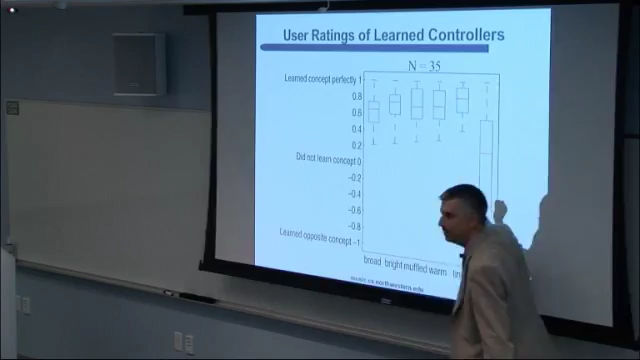 User Ratings of Learned Controllers
N = 35
Learned concept perfectly 1
0.8
0.6
0.4
0.2
Did not learn concept 0
-0.2
-0.4
-0.6
-0.8
Learned opposite concept -1
broad bright muffled warm
northwestern.edu